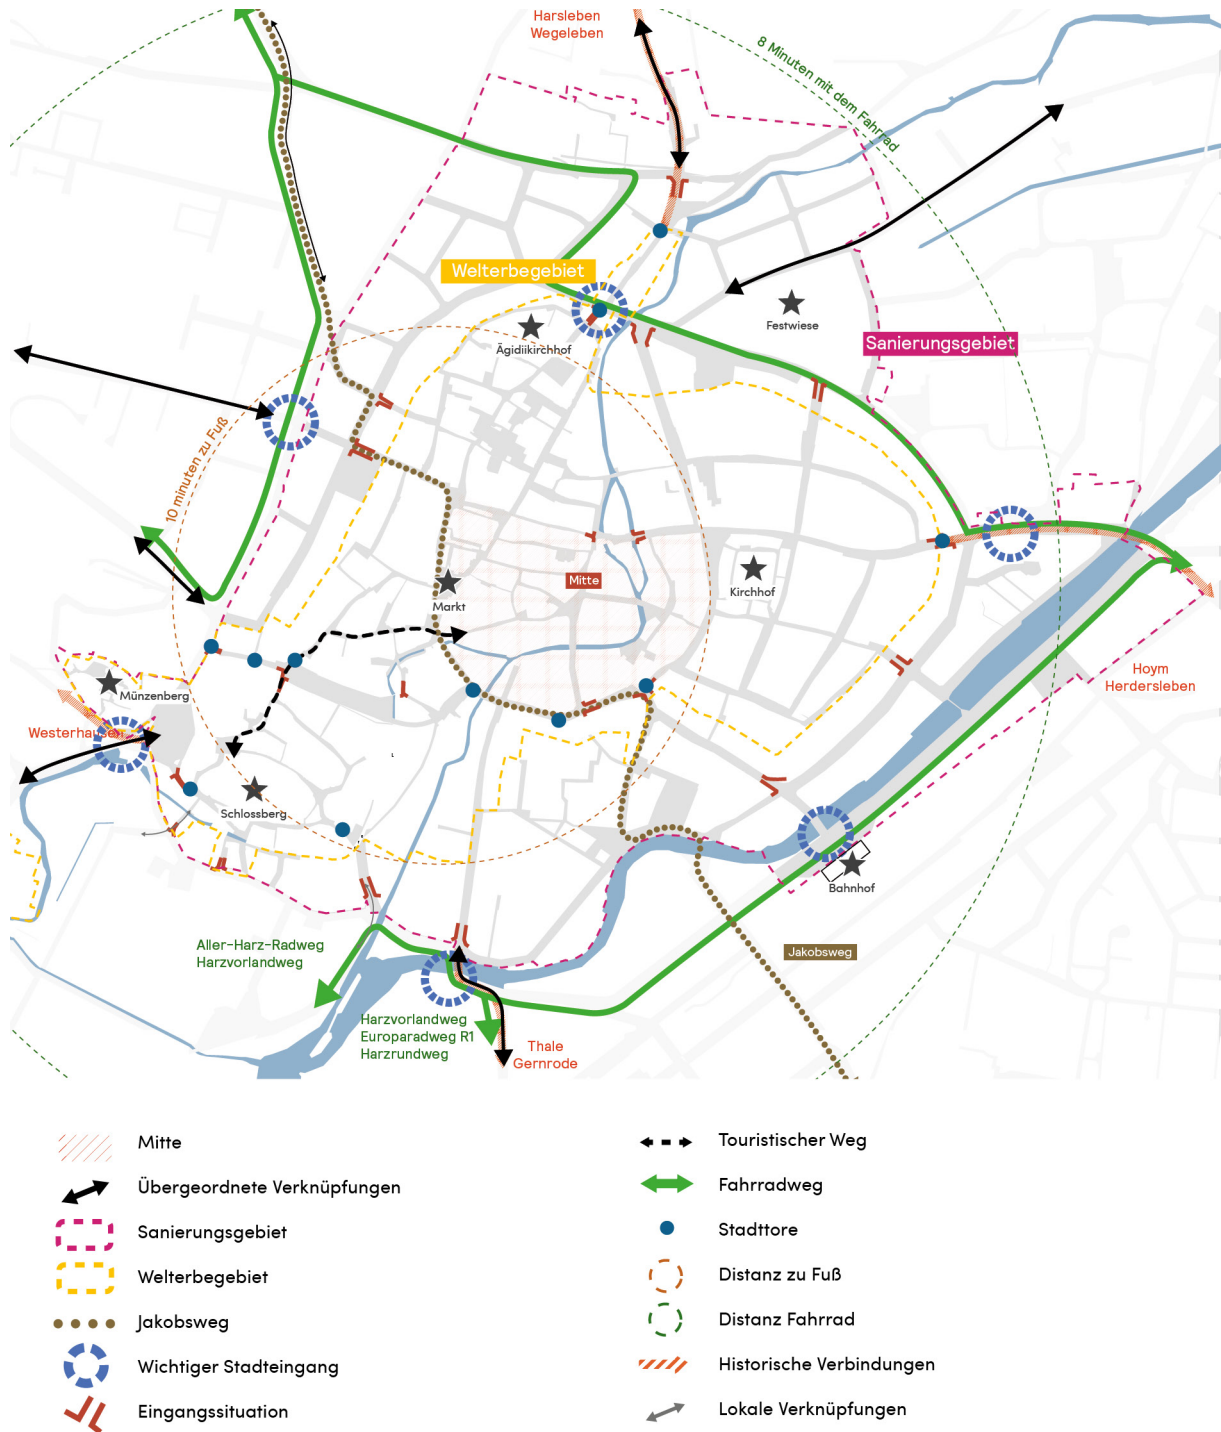 Harsleben
Wegeleben
8 Minuten mit dem Fahrrad
Welterbegebiet
Festwiese
Ägidiikirchhof
Sanierungsgebiet
10 minuten zu Fuß
Mitte
Kirchhof
Markt
Münzenberg
Hoym
Herdersleben
Westerhausen
Schlossberg
Bahnhof
Aller-Harz-Radweg
Harzvorlandweg
Jakobsweg
Harzvorlandweg
Europaradweg R1
Harzrundweg
Thale
Gernrode
Mitte
Übergeordnete Verknüpfungen
Sanierungsgebiet
Welterbegebiet
Jakobsweg
Wichtiger Stadteingang
Eingangssituation
Touristischer Weg
Fahrradweg
Stadttore
Distanz zu Fuß
Distanz Fahrrad
Historische Verbindungen
Lokale Verknüpfungen